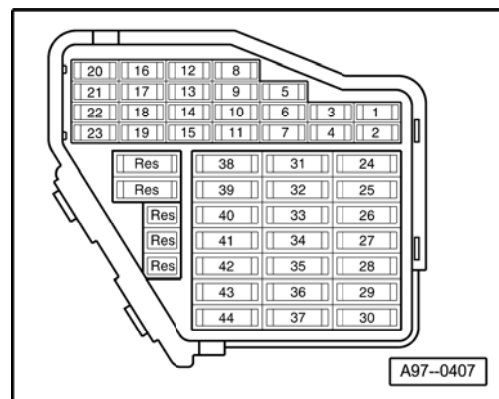 20 16 12 8
21 17 13 9 5
22 18 14 10 6 3 1
23 19 15 11 7 4 2
Res 38 31 24
Res 39 32 25
Res 40 33 26
Res 41 34 27
Res 42 35 28
43 36 29
44 37 30
A97--0407